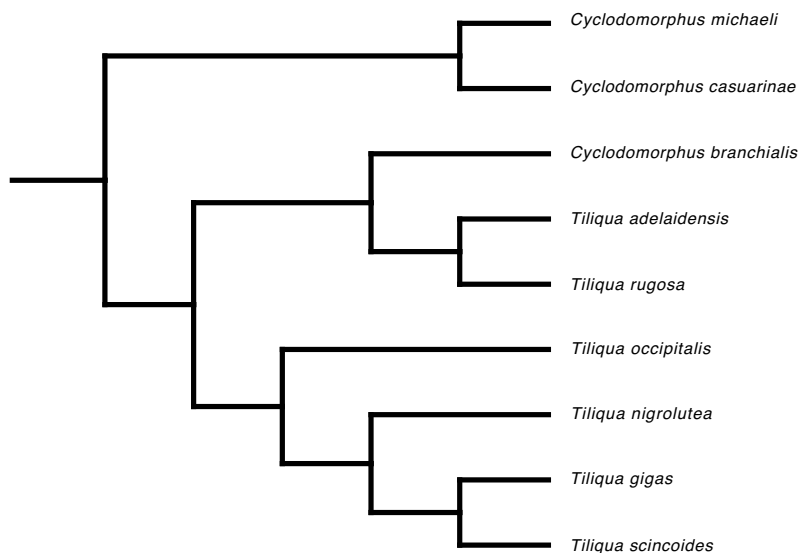 Cyclodomorphus michaeli
Cyclodomorphus casuarinae
Cyclodomorphus branchialis
Tiliqua adelaidensis
Tiliqua rugosa
Tiliqua occipitalis
Tiliqua nigrolutea
Tiliqua gigas
Tiliqua scincoides